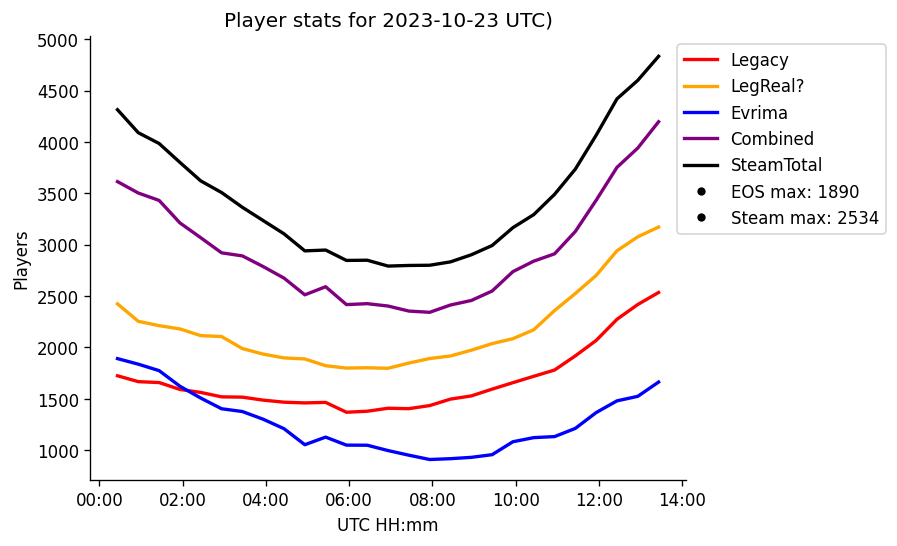 Player stats for 2023-10-23 UTC)
5000
4500
4000
3500
3000
2500
2000
1500
1000
Players
00:00 02:00 04:00 06:00 08:00 10:00 12:00 14:00
UTC HH:mm
Legacy
LegReal?
Evrima
Combined
SteamTotal
EOS max: 1890
Steam max: 2534